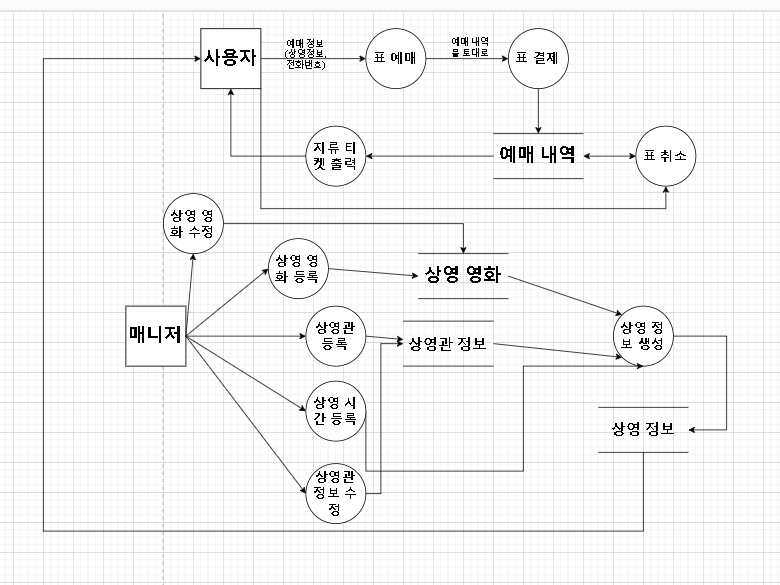 사용자
예매 정보
(상영정보,
전화번호)
표 예매
예매 내역
을 토대로
표 결제
지류 티
켓 출력
예매 내역
표 취소
상영 영
화 수정
상영 영
화 등록
상영 영화
매니저
상영관
등록
상영관 정보
상영 정
보 생성
상영 시
간 등록
상영 정보
상영관
정보 수
정